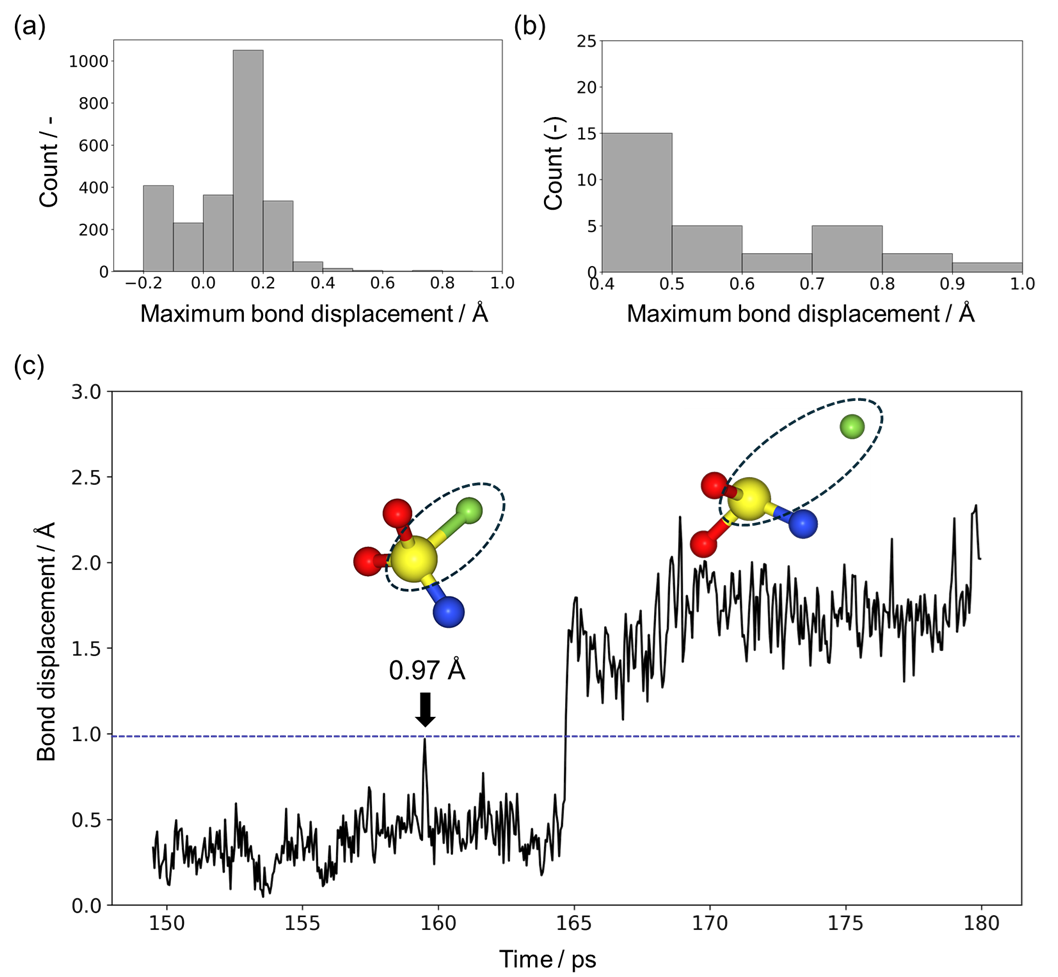 (a)
Count / -
1000
800
600
400
200
0
−0.2 0.0 0.2 0.4 0.6 0.8 1.0
Maximum bond displacement / Å
(b)
Count (-)
25
20
15
10
5
0
0.4 0.5 0.6 0.7 0.8 0.9 1.0
Maximum bond displacement / Å
(c)
Bond displacement / Å
3.0
2.5
2.0
1.5
1.0
0.5
0.0
0.97 Å
150 155 160 165 170 175 180
Time / ps